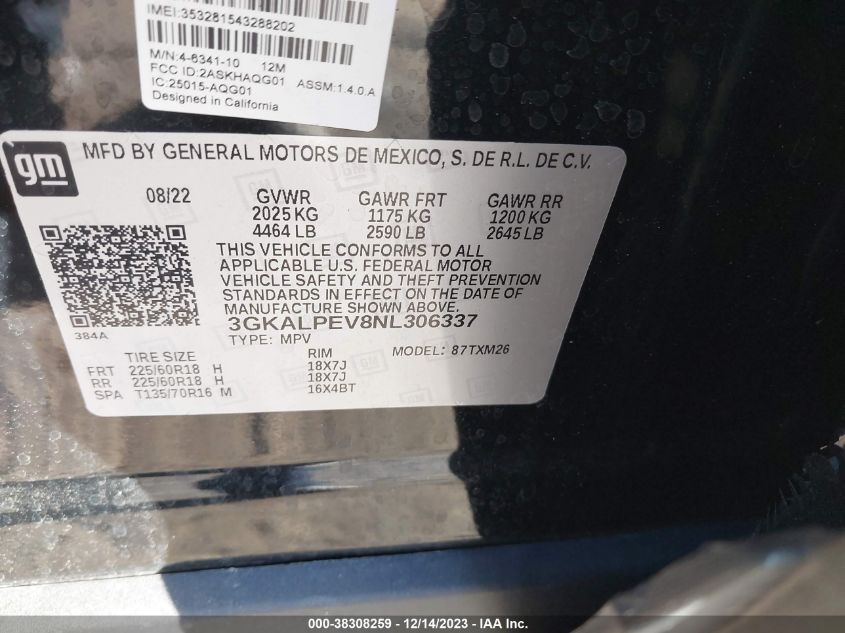 IMEI:353281543288202
M/N:4-6341-10 12M
FCC ID:2ASKHAQG01 ASSM:1.4.0.A
IC:25015-AQG01
Designed in California
gm MFD BY GENERAL MOTORS DE MEXICO, S. DE R.L. DE C.V.
08/22 GVWR GAWR FRT GAWR RR
2025 KG 1175 KG 1200 KG
4464 LB 2590 LB 2645 LB
THIS VEHICLE CONFORMS TO ALL
APPLICABLE U.S. FEDERAL MOTOR
VEHICLE SAFETY AND THEFT PREVENTION
STANDARDS IN EFFECT ON THE DATE OF
MANUFACTURE SHOWN ABOVE.
3GKALPEV8NL306337
384A
TYPE: MPV MODEL: 87TXM26
TIRE SIZE RIM
FRT 225/60R18 H 18X7J
RR 225/60R18 H 18X7J
SPA T135/70R16 M 16X4BT
000-38308259 - 12/14/2023 - IAA Inc.